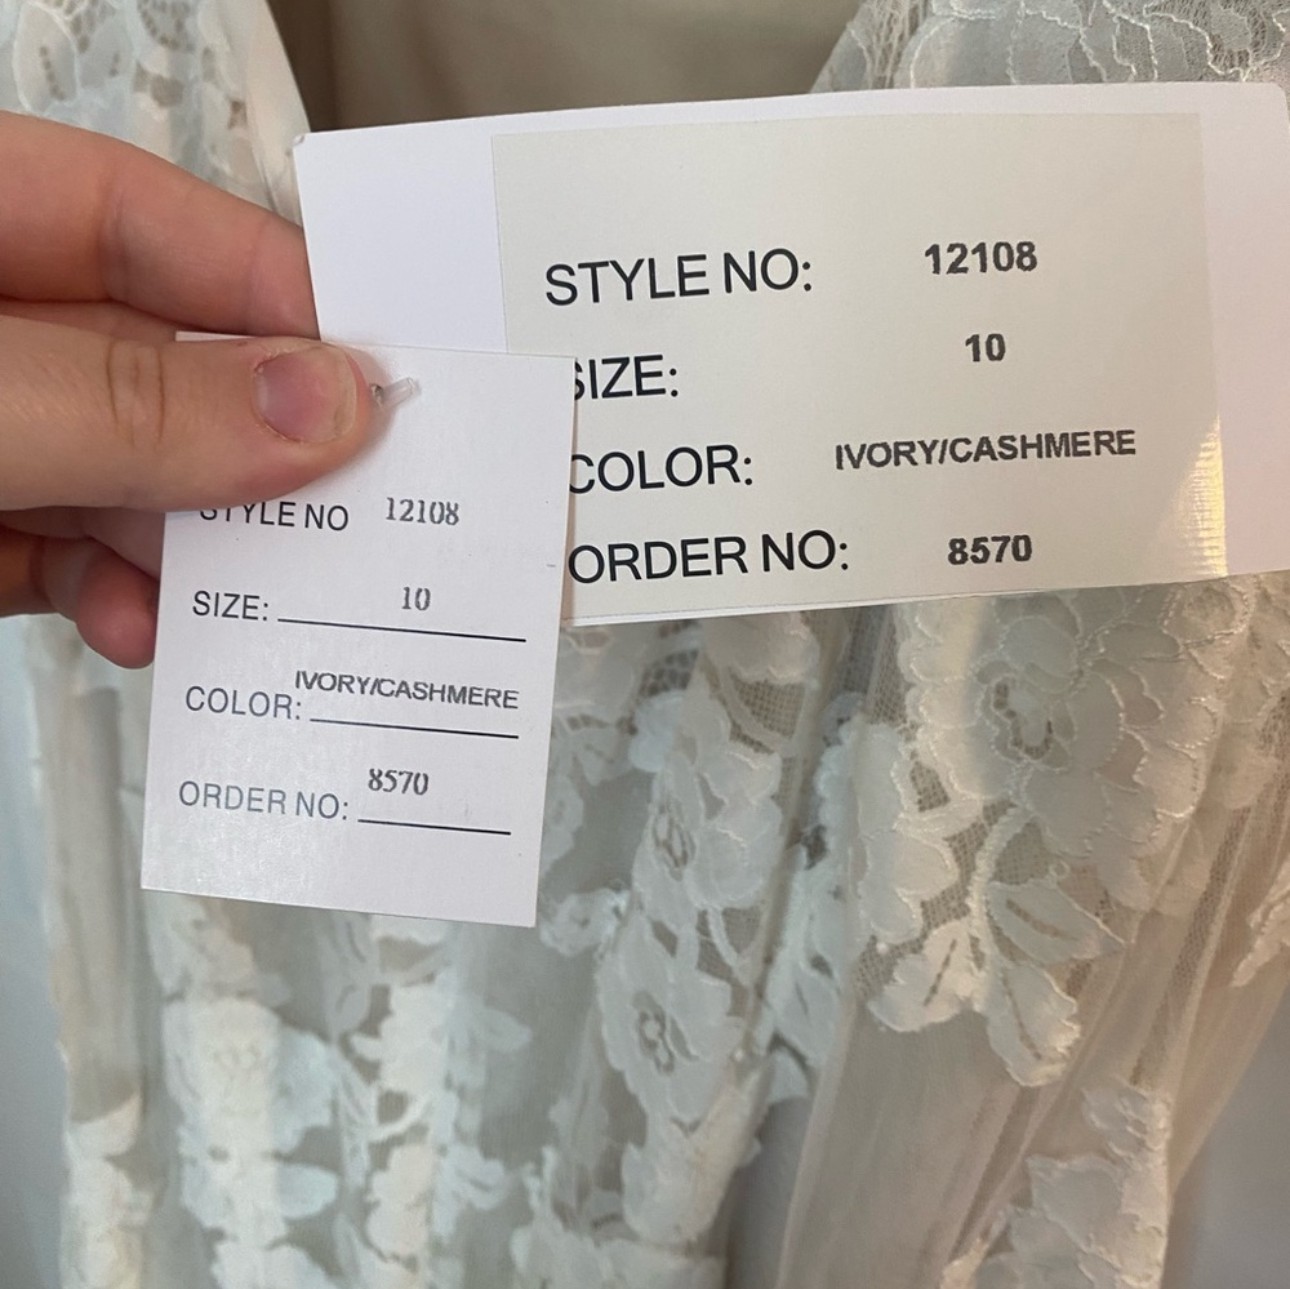 STYLE NO: 12108
SIZE: 10
COLOR: IVORY/CASHMERE
ORDER NO: 8570
STYLE NO 12108
SIZE: 10
COLOR: IVORY/CASHMERE
ORDER NO: 8570